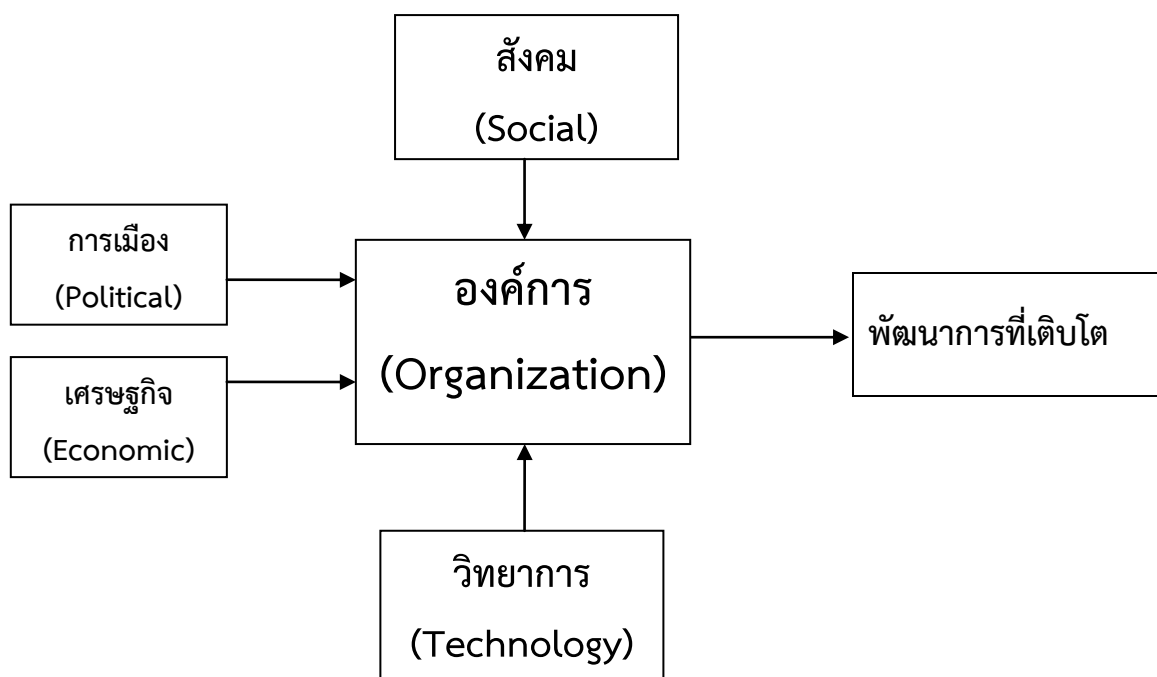 สังคม
(Social)
การเมือง
(Political)
องค์การ
(Organization)
พัฒนาการที่เติบโต
เศรษฐกิจ
(Economic)
วิทยาการ
(Technology)